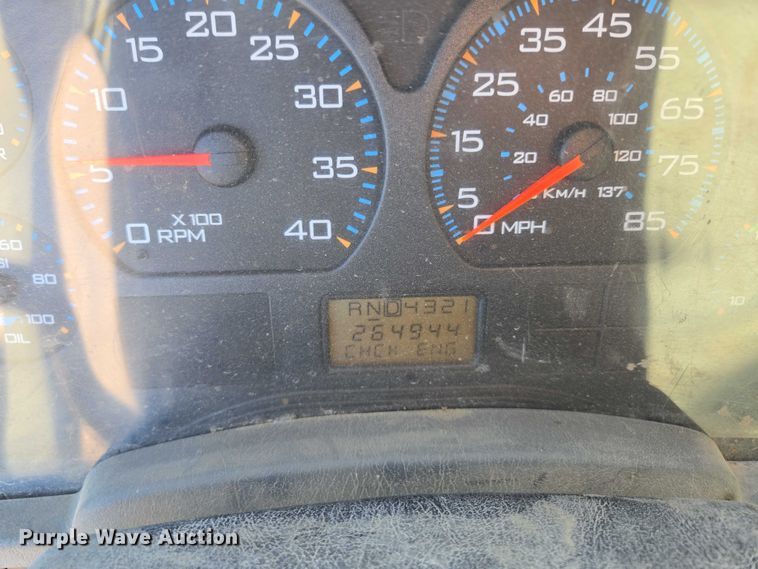 15
20
25
10
30
5
35
X100
0 RPM
40
R
60
SI
80
100
OIL
35
45
55
25
60
80
65
40
100
15
20
120
75
5
KM/H 137
0 MPH
85
10
RND4321
264944
CHCK ENG
Purple Wave Auction